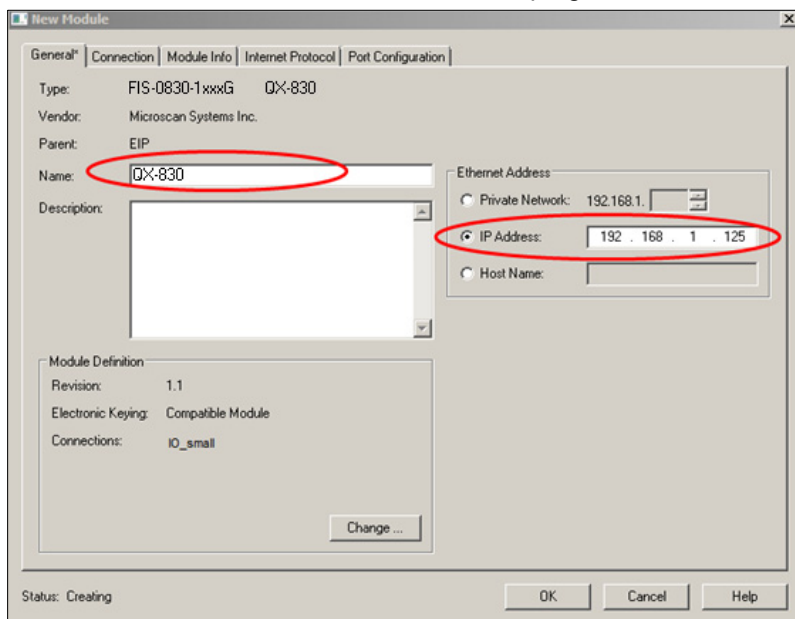 New Module
General* Connection Module Info Internet Protocol Port Configuration
Type: FIS-0830-1xxxG QX-830
Vendor: Microscan Systems Inc.
Parent: EIP
Name: QX-830
Description:
Ethernet Address
Private Network: 192.168.1.
IP Address: 192 . 168 . 1 . 125
Host Name:
Module Definition
Revision: 1.1
Electronic Keying: Compatible Module
Connections: IO_small
Change ...
Status: Creating
OK Cancel Help